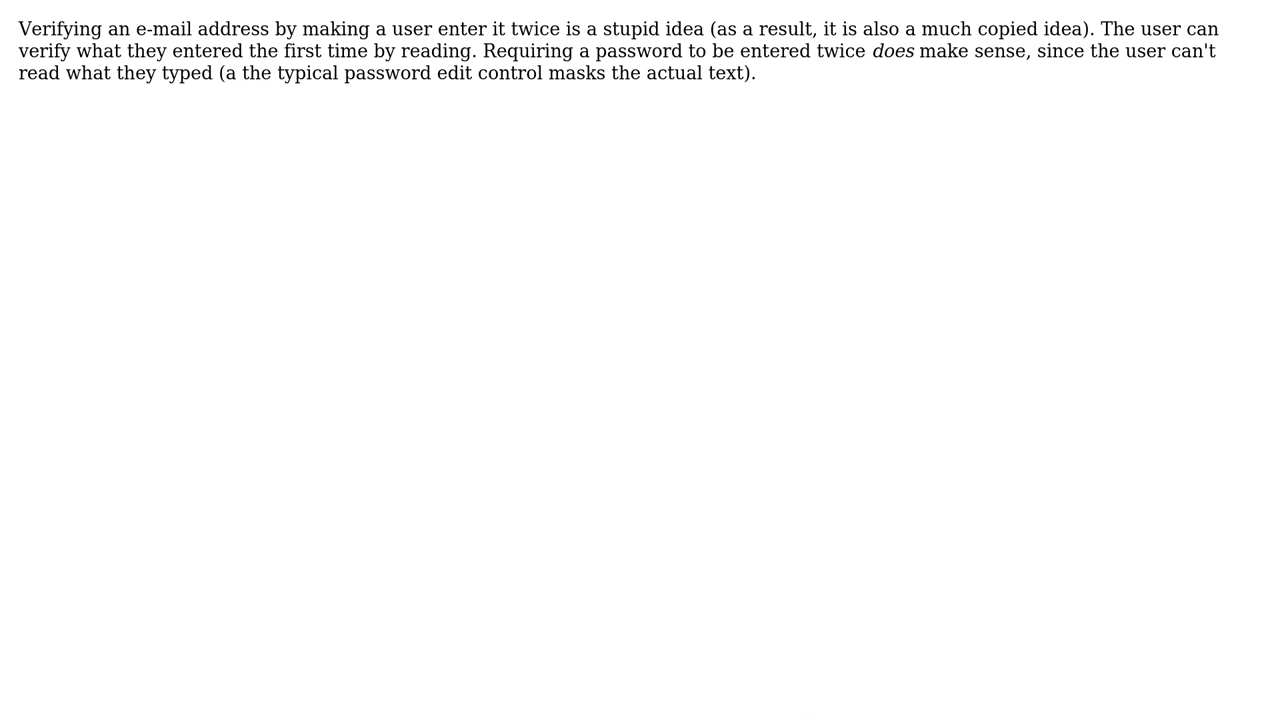 Verifying an e-mail address by making a user enter it twice is a stupid idea (as a result, it is also a much copied idea). The user can
verify what they entered the first time by reading. Requiring a password to be entered twice does make sense, since the user can't
read what they typed (a the typical password edit control masks the actual text).